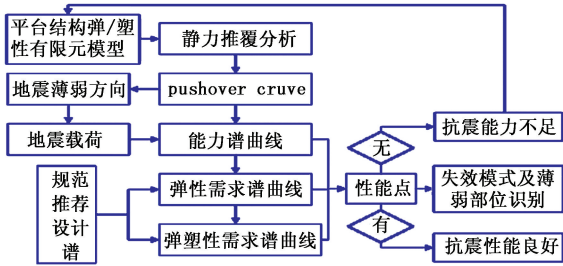 平台结构弹/塑
性有限元模型
静力推覆分析
地震薄弱方向
pushover cruve
地震载荷
能力谱曲线
规范
推荐
设计
谱
弹性需求谱曲线
弹塑性需求谱曲线
性能点
无
有
抗震能力不足
失效模式及薄
弱部位识别
抗震性能良好